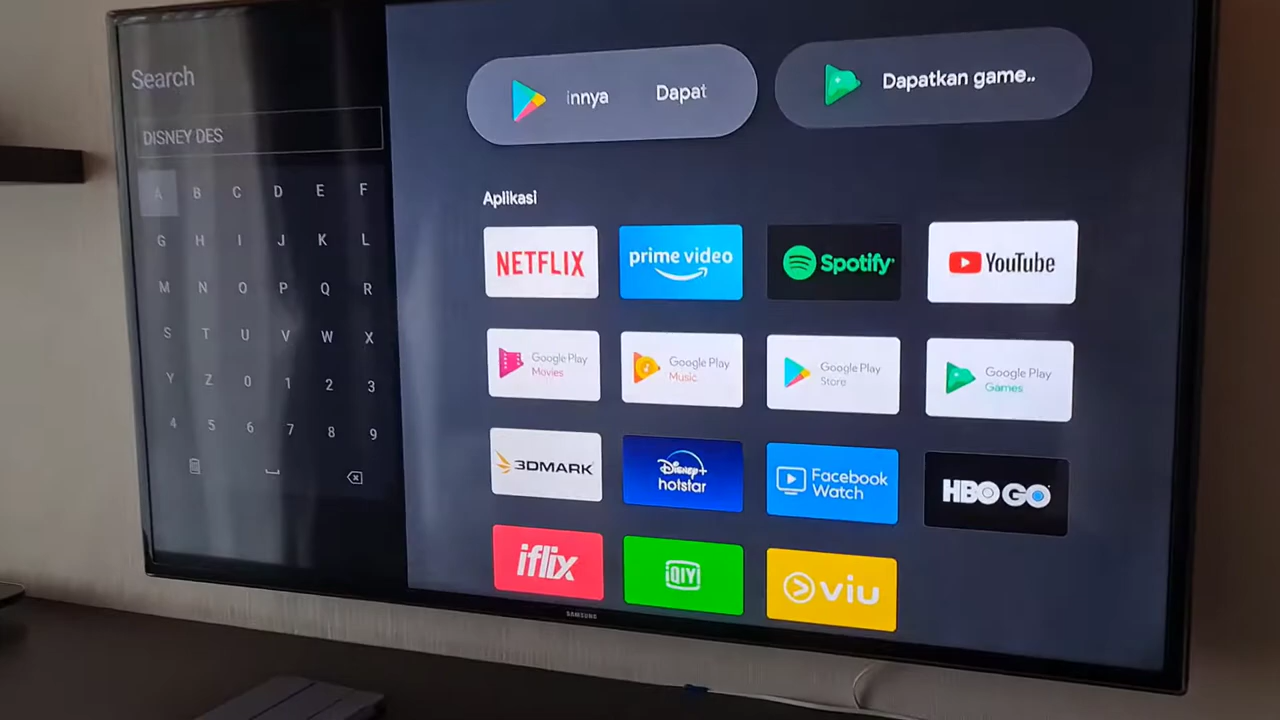 Search
DISNEY DES
A B C D E F
G H I J K L
M N O P Q R
S T U V W X
Y Z 0 1 2 3
4 5 6 7 8 9
innya Dapat
Dapatkan game..
Aplikasi
NETFLIX
prime video
Spotify
YouTube
Google Play
Movies
Google Play
Music
Google Play
Store
Google Play
Games
3DMARK
Disney+
hotstar
Facebook
Watch
HBO GO
iflix
iQIY
viu
SAMSUNG